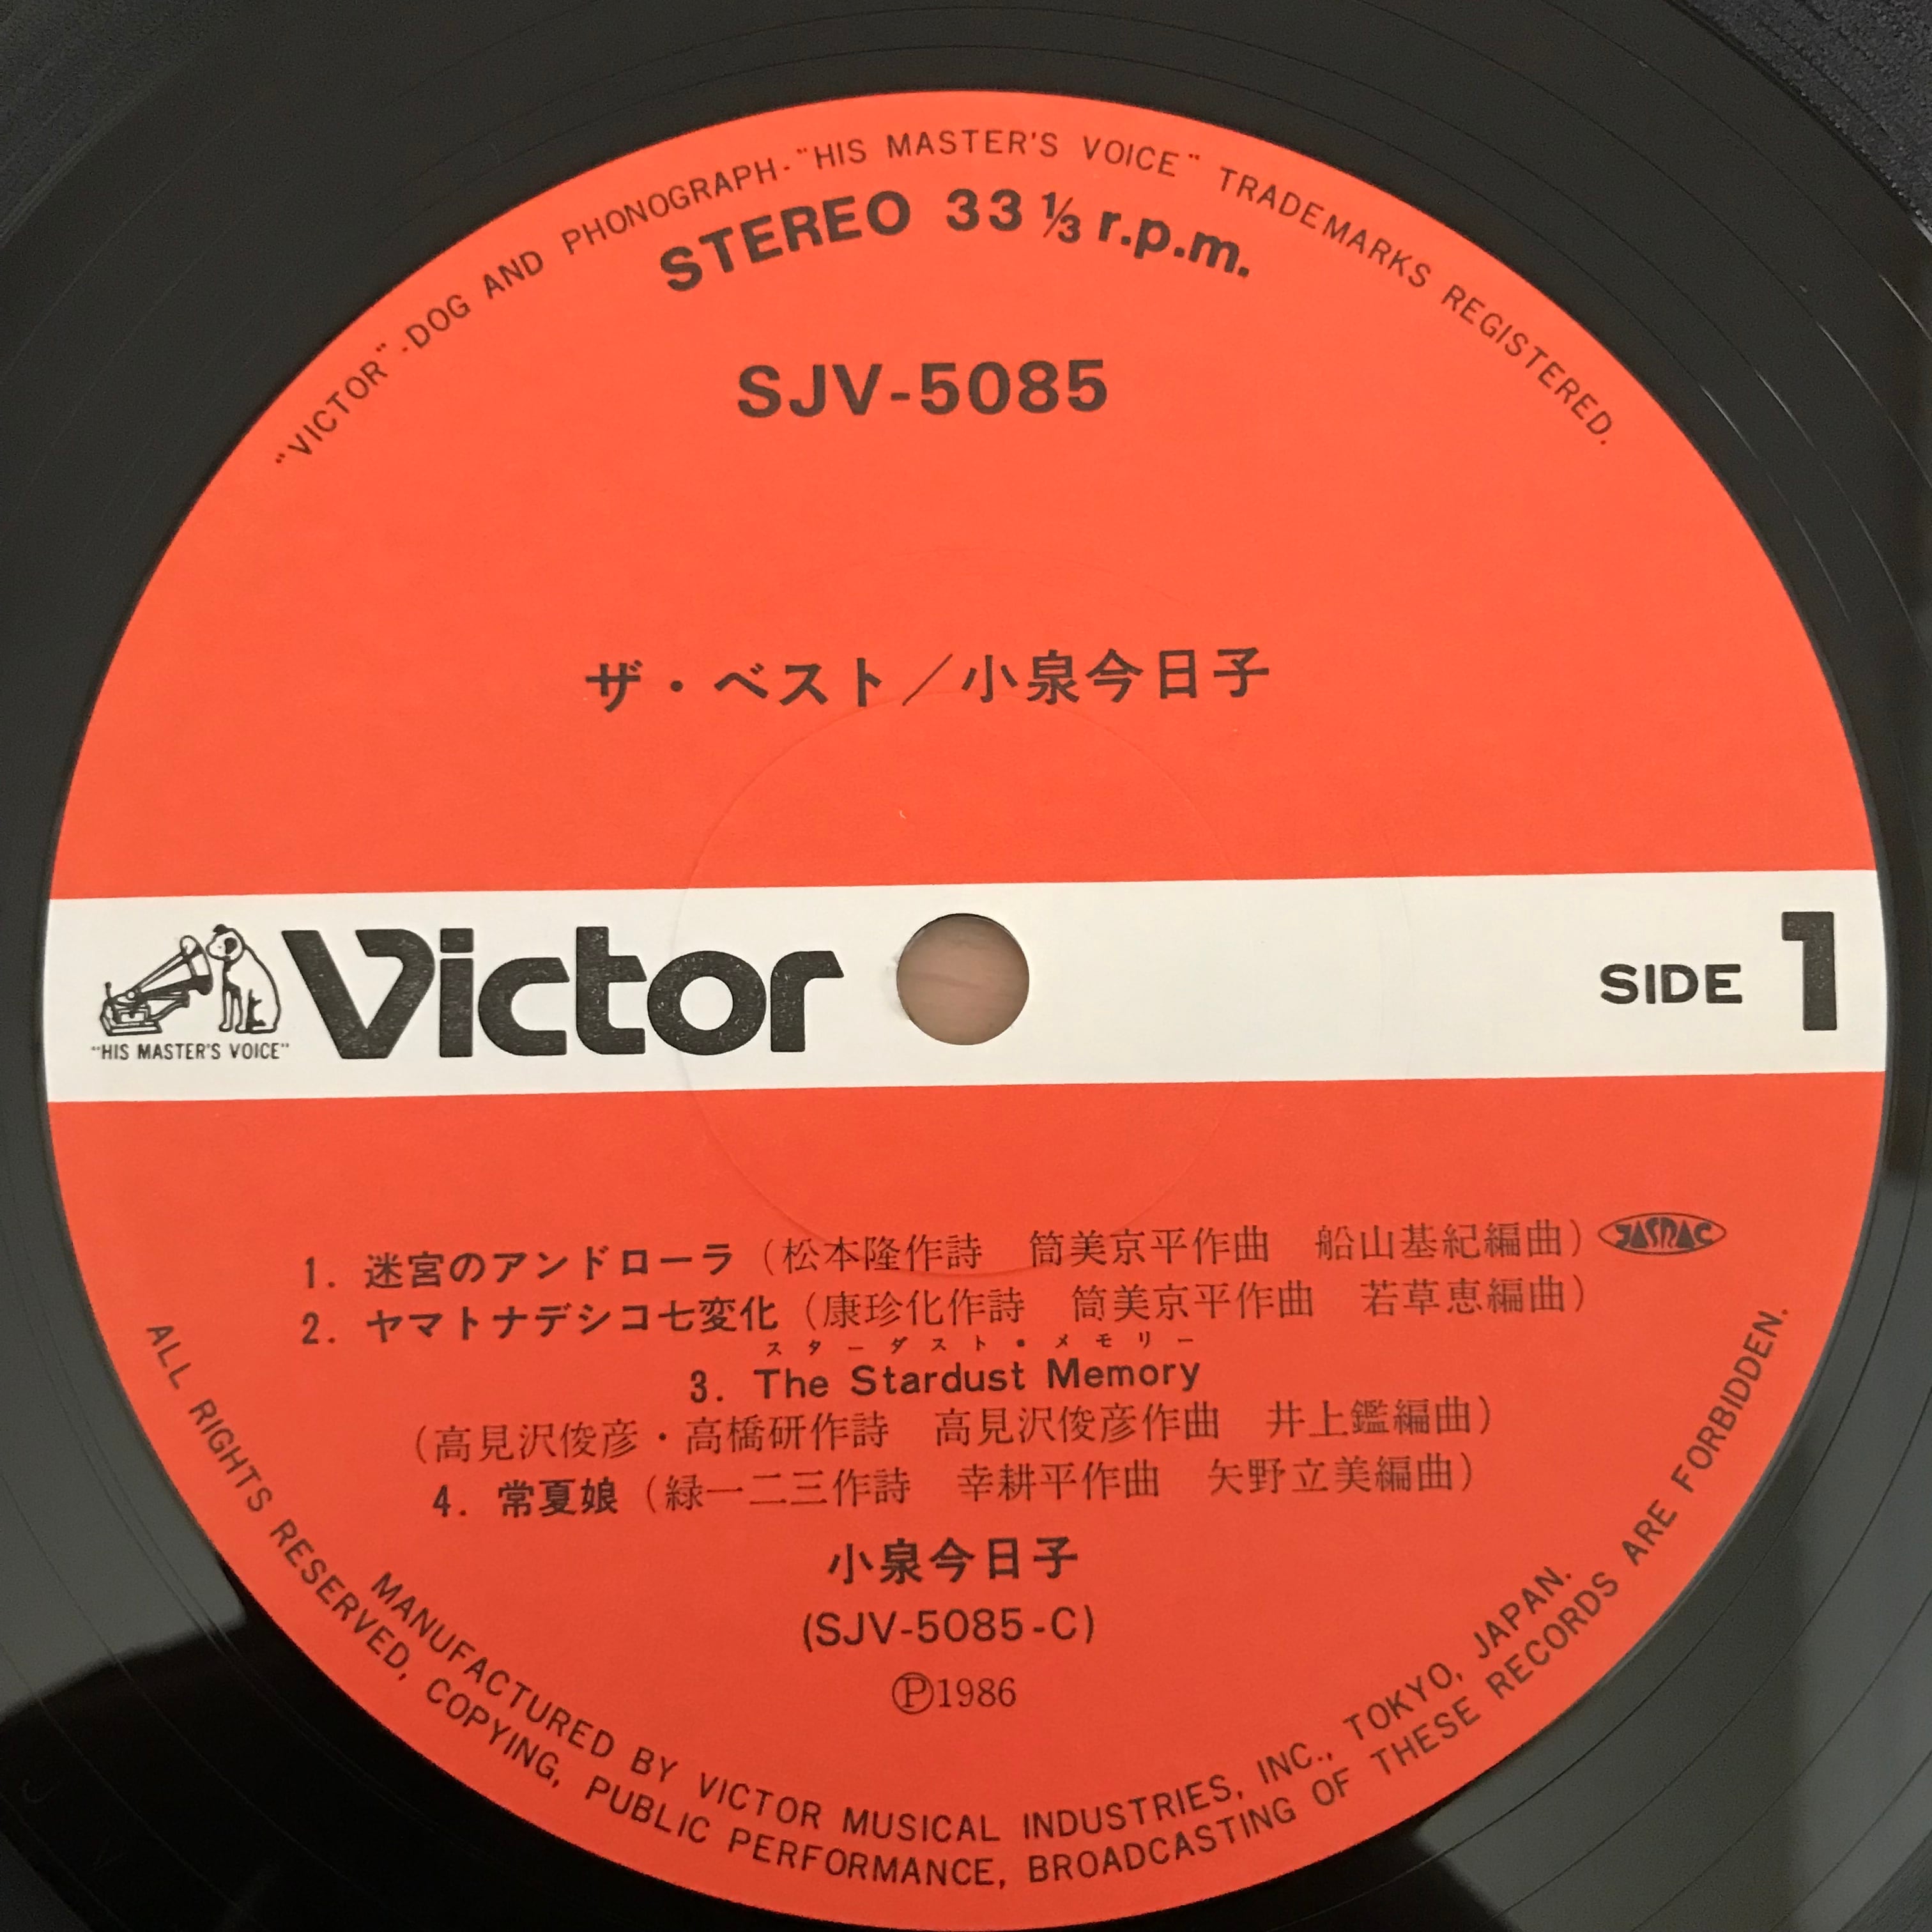 "VICTOR"-DOG AND PHONOGRAPH-"HIS MASTER'S VOICE" TRADEMARKS REGISTERED.
STEREO 33 1/3 r.p.m.
SJV-5085
ザ・ベスト／小泉今日子
"HIS MASTER'S VOICE"
Victor
SIDE 1
1. 迷宮のアンドローラ（松本隆作詩　筒美京平作曲　船山基紀編曲） JASRAC
2. ヤマトナデシコ七変化（康珍化作詩　筒美京平作曲　若草恵編曲）
スターダスト・メモリー
3. The Stardust Memory
（高見沢俊彦・高橋研作詩　高見沢俊彦作曲　井上鑑編曲）
4. 常夏娘（緑一二三作詩　幸耕平作曲　矢野立美編曲）
小泉今日子
(SJV-5085-C)
Ⓟ1986
MANUFACTURED BY VICTOR MUSICAL INDUSTRIES, INC., TOKYO, JAPAN.
ALL RIGHTS RESERVED, COPYING, PUBLIC PERFORMANCE, BROADCASTING OF THESE RECORDS ARE FORBIDDEN.